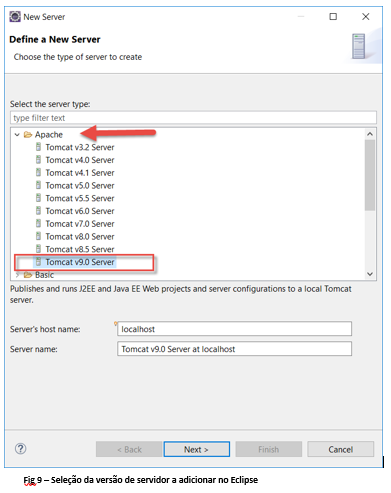 New Server
Define a New Server
Choose the type of server to create
Select the server type:
type filter text
Apache
Tomcat v3.2 Server
Tomcat v4.0 Server
Tomcat v4.1 Server
Tomcat v5.0 Server
Tomcat v5.5 Server
Tomcat v6.0 Server
Tomcat v7.0 Server
Tomcat v8.0 Server
Tomcat v8.5 Server
Tomcat v9.0 Server
Basic
Publishes and runs J2EE and Java EE Web projects and server configurations to a local Tomcat
server.
Server's host name: localhost
Server name: Tomcat v9.0 Server at localhost
< Back Next > Finish Cancel
Fig 9 – Seleção da versão de servidor a adicionar no Eclipse